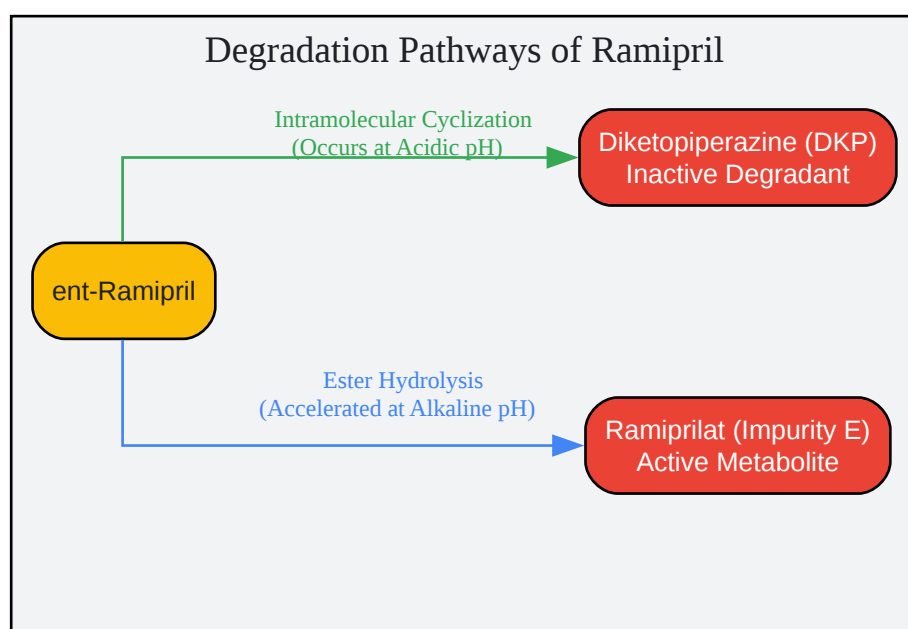 Degradation Pathways of Ramipril
Intramolecular Cyclization
(Occurs at Acidic pH)
Diketopiperazine (DKP)
Inactive Degradant
ent-Ramipril
Ester Hydrolysis
(Accelerated at Alkaline pH)
Ramiprilat (Impurity E)
Active Metabolite